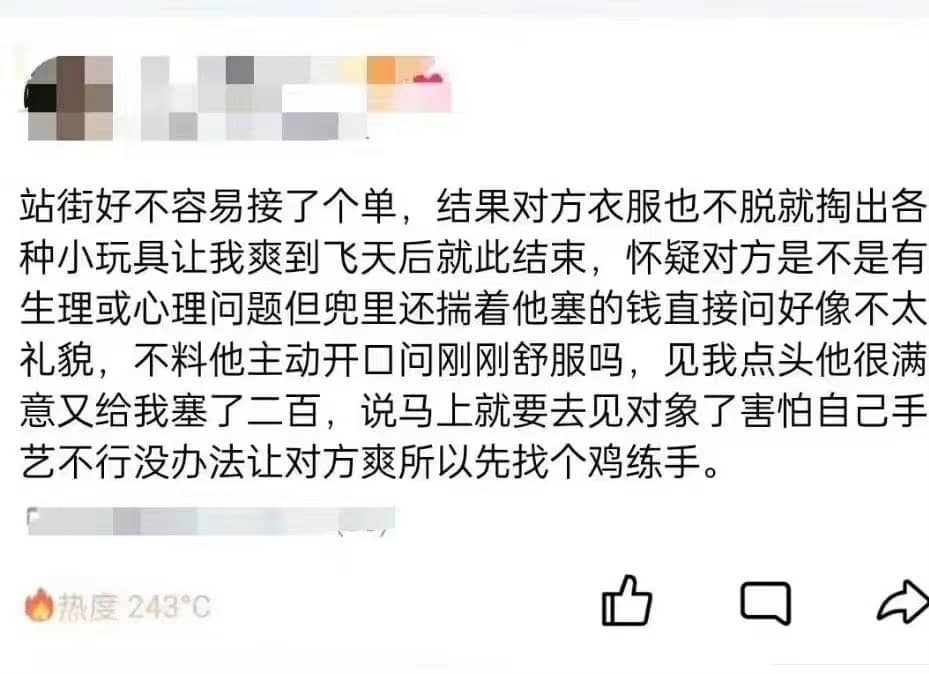 站街好不容易接了个单，结果对方衣服也不脱就掏出各
种小玩具让我爽到飞天后就此结束，怀疑对方是不是有
生理或心理问题但兜里还揣着他塞的钱直接问好像不太
礼貌，不料他主动开口问刚刚舒服吗，见我点头他很满
意又给我塞了二百，说马上就要去见对象了害怕自己手
艺不行没办法让对方爽所以先找个鸡练手。
热度 243°C